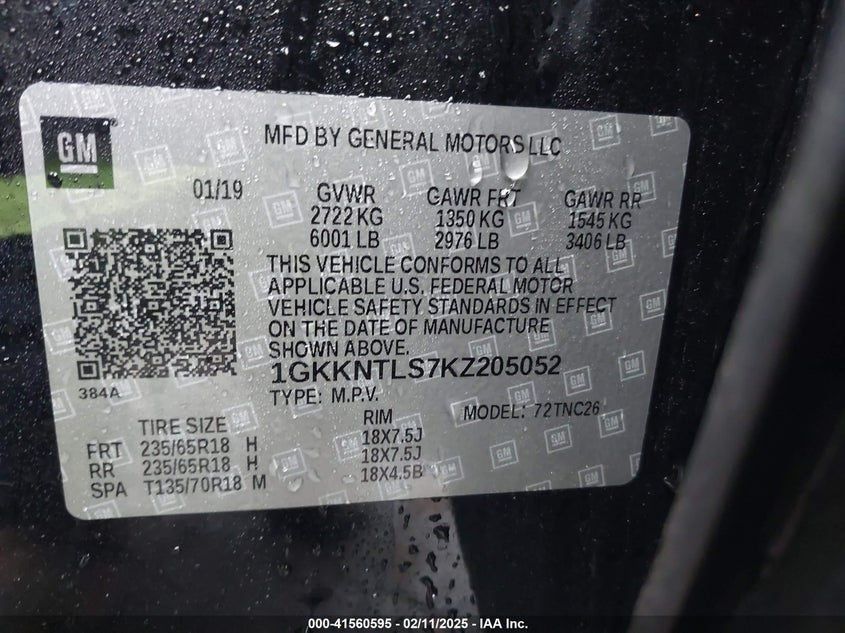 GM
MFD BY GENERAL MOTORS LLC
01/19
GVWR GAWR FRT GAWR RR
2722 KG 1350 KG 1545 KG
6001 LB 2976 LB 3406 LB
THIS VEHICLE CONFORMS TO ALL
APPLICABLE U.S. FEDERAL MOTOR
VEHICLE SAFETY STANDARDS IN EFFECT
ON THE DATE OF MANUFACTURE
SHOWN ABOVE.
1GKKNTLS7KZ205052
384A
TYPE: M.P.V. MODEL: 72TNC26
TIRE SIZE RIM
FRT 235/65R18 H 18X7.5J
RR 235/65R18 H 18X7.5J
SPA T135/70R18 M 18X4.5B
000-41560595 - 02/11/2025 - IAA Inc.